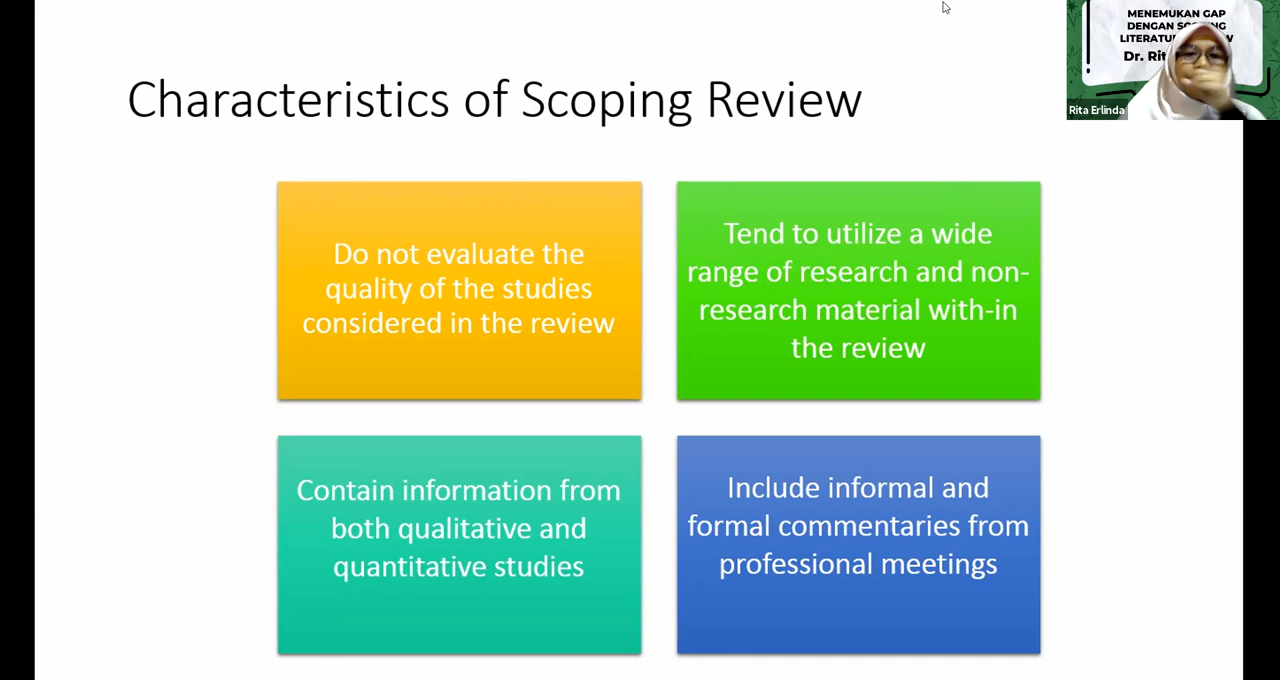 Characteristics of Scoping Review
MENEMUKAN GAP
DENGAN
Dr.
Rita Erlinda
Do not evaluate the
quality of the studies
considered in the review
Tend to utilize a wide
range of research and non-
research material with-in
the review
Contain information from
both qualitative and
quantitative studies
Include informal and
formal commentaries from
professional meetings